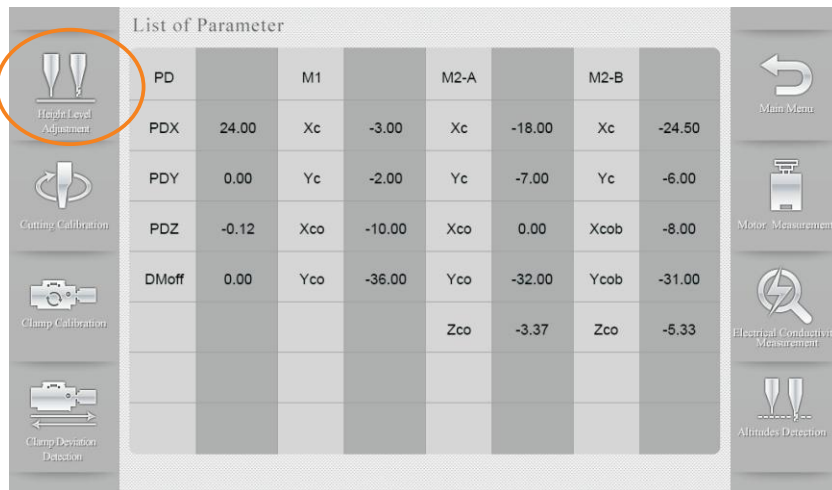 List of Parameter
Height Level
Adjustment
Cutting Calibration
Clamp Calibration
Clamp Deviation
Detection
PD M1 M2-A M2-B
PDX 24.00 Xc -3.00 Xc -18.00 Xc -24.50
PDY 0.00 Yc -2.00 Yc -7.00 Yc -6.00
PDZ -0.12 Xco -10.00 Xco 0.00 Xcob -8.00
DMoff 0.00 Yco -36.00 Yco -32.00 Ycob -31.00
Zco -3.37 Zco -5.33
Main Menu
Motor Measurement
Electrical Conductivi
Measurement
Altitudes Detection